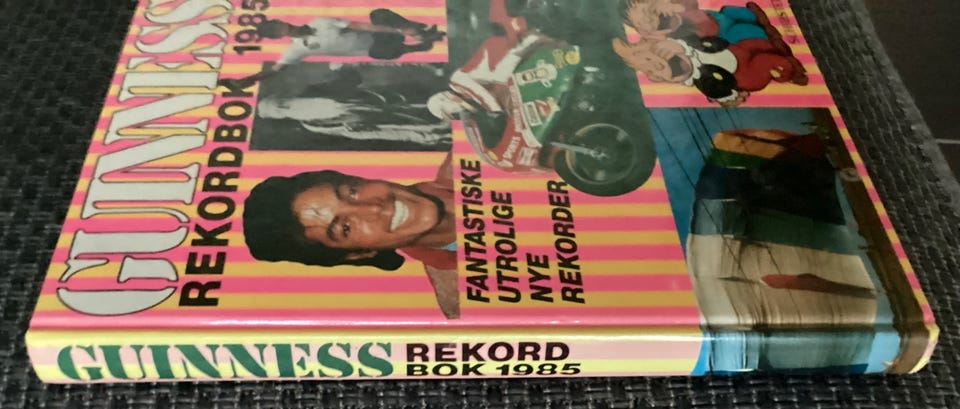 GUINNESS
REKORDBOK 1985
FANTASTISKE
UTROLIGE
NYE
REKORDER
GUINNESS
REKORD
BOK 1985